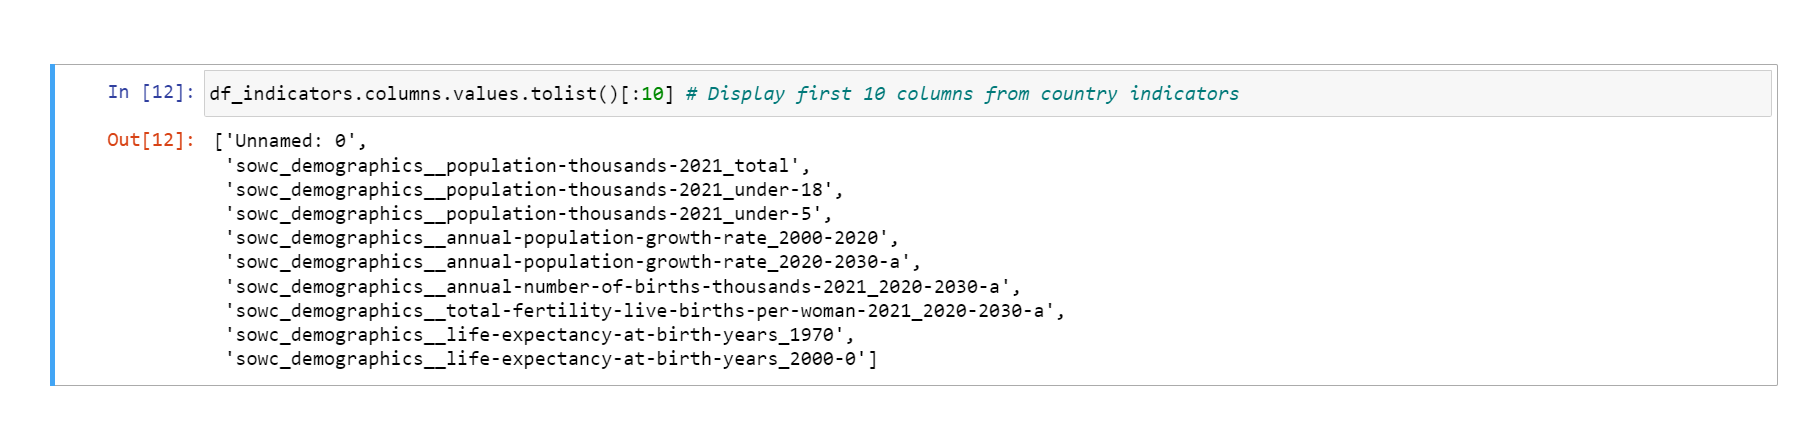 In [12]: df_indicators.columns.values.tolist()[:10] # Display first 10 columns from country indicators
Out[12]: ['Unnamed: 0',
'sowc_demographics__population-thousands-2021_total',
'sowc_demographics__population-thousands-2021_under-18',
'sowc_demographics__population-thousands-2021_under-5',
'sowc_demographics__annual-population-growth-rate_2000-2020',
'sowc_demographics__annual-population-growth-rate_2020-2030-a',
'sowc_demographics__annual-number-of-births-thousands-2021_2020-2030-a',
'sowc_demographics__total-fertility-live-births-per-woman-2021_2020-2030-a',
'sowc_demographics__life-expectancy-at-birth-years_1970',
'sowc_demographics__life-expectancy-at-birth-years_2000-0']